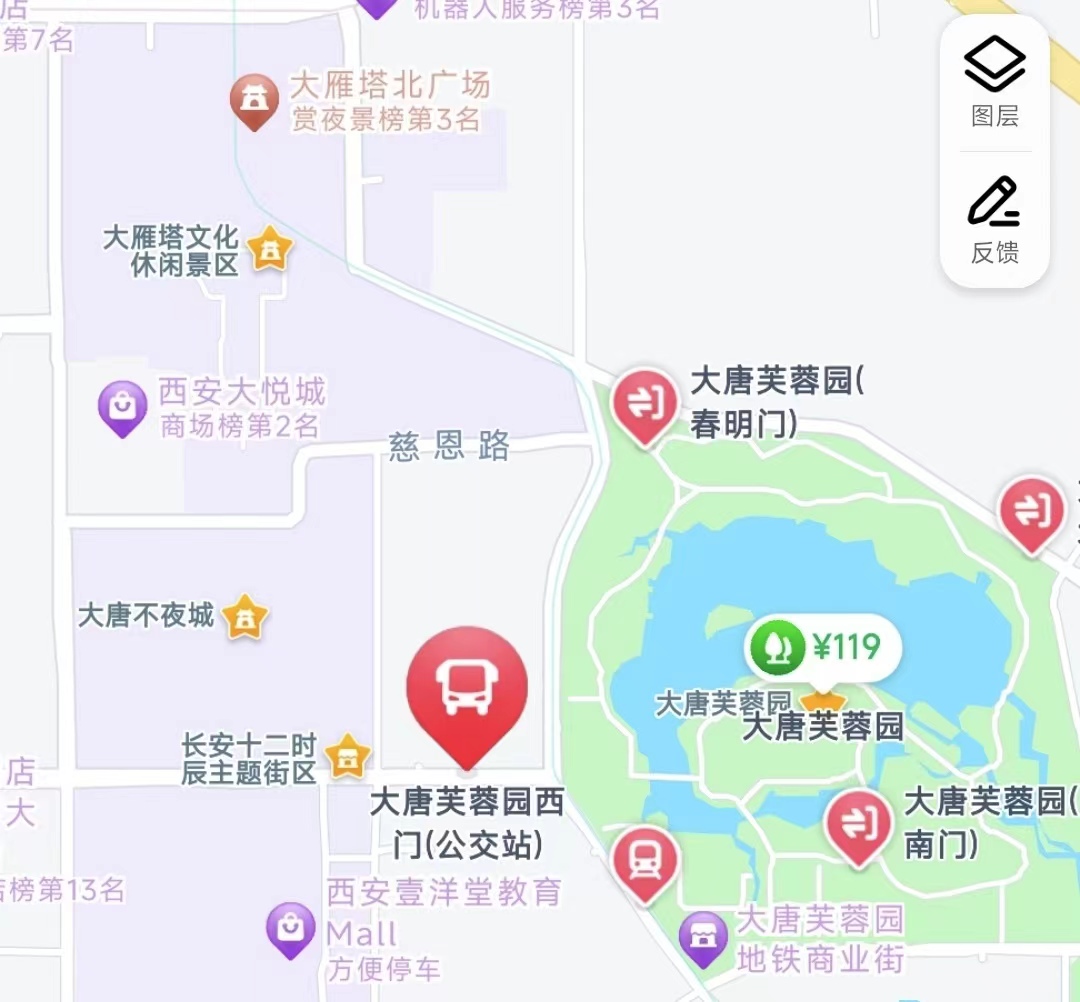 店
第7名
机器人服务榜第3名
图层
反馈
大雁塔北广场
赏夜景榜第3名
大雁塔文化
休闲景区
西安大悦城
商场榜第2名
慈恩路
大唐芙蓉园(
春明门)
大唐不夜城
¥119
大唐芙蓉园
大唐芙蓉园
长安十二时
辰主题街区
店
大
大唐芙蓉园西
门(公交站)
大唐芙蓉园(
南门)
榜第13名
西安壹洋堂教育
Mall
方便停车
大唐芙蓉园
地铁商业街